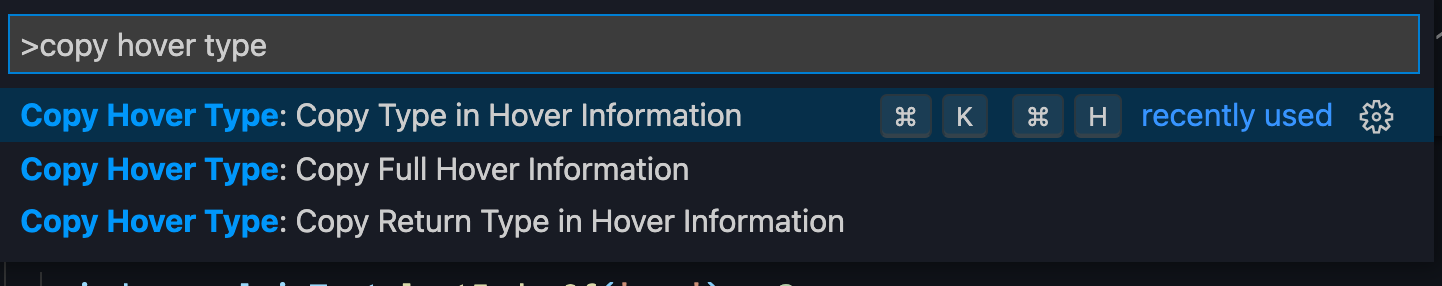 >copy hover type
Copy Hover Type: Copy Type in Hover Information ⌘ K ⌘ H recently used
Copy Hover Type: Copy Full Hover Information
Copy Hover Type: Copy Return Type in Hover Information